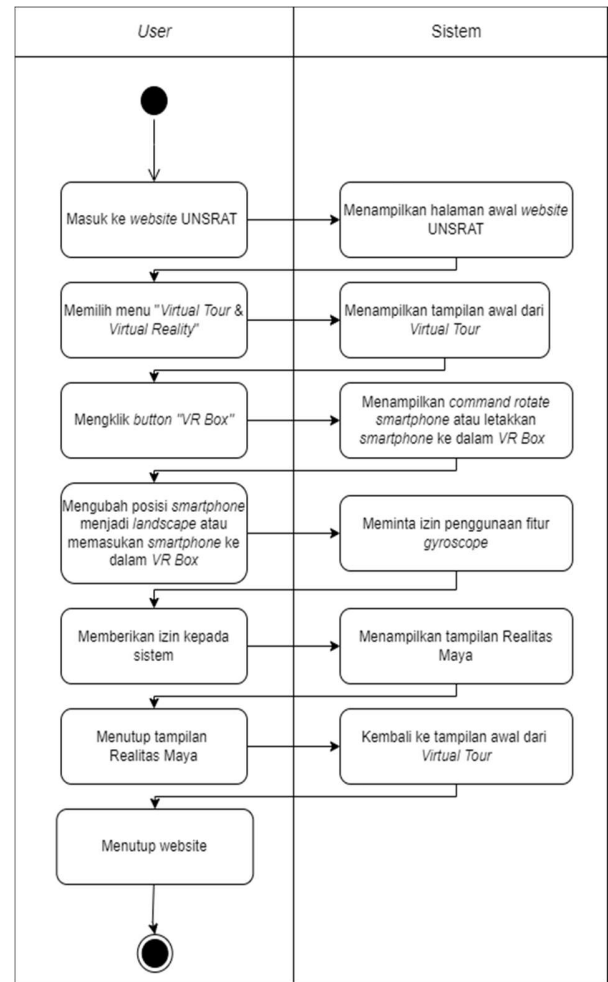 User
Sistem
Masuk ke website UNSRAT
Menampilkan halaman awal website
UNSRAT
Memilih menu "Virtual Tour &
Virtual Reality"
Menampilkan tampilan awal dari
Virtual Tour
Mengklik button "VR Box"
Menampilkan command rotate
smartphone atau letakkan
smartphone ke dalam VR Box
Mengubah posisi smartphone
menjadi landscape atau
memasukan smartphone ke
dalam VR Box
Meminta izin penggunaan fitur
gyroscope
Memberikan izin kepada
sistem
Menampilkan tampilan Realitas
Maya
Menutup tampilan
Realitas Maya
Kembali ke tampilan awal dari
Virtual Tour
Menutup website